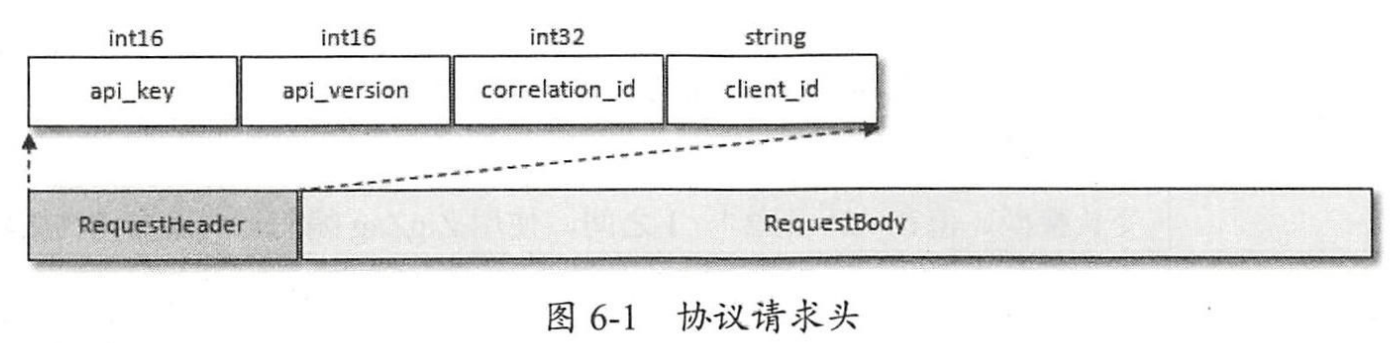 int16 int16 int32 string
api_key api_version correlation_id client_id
RequestHeader RequestBody
图 6-1 协议请求头